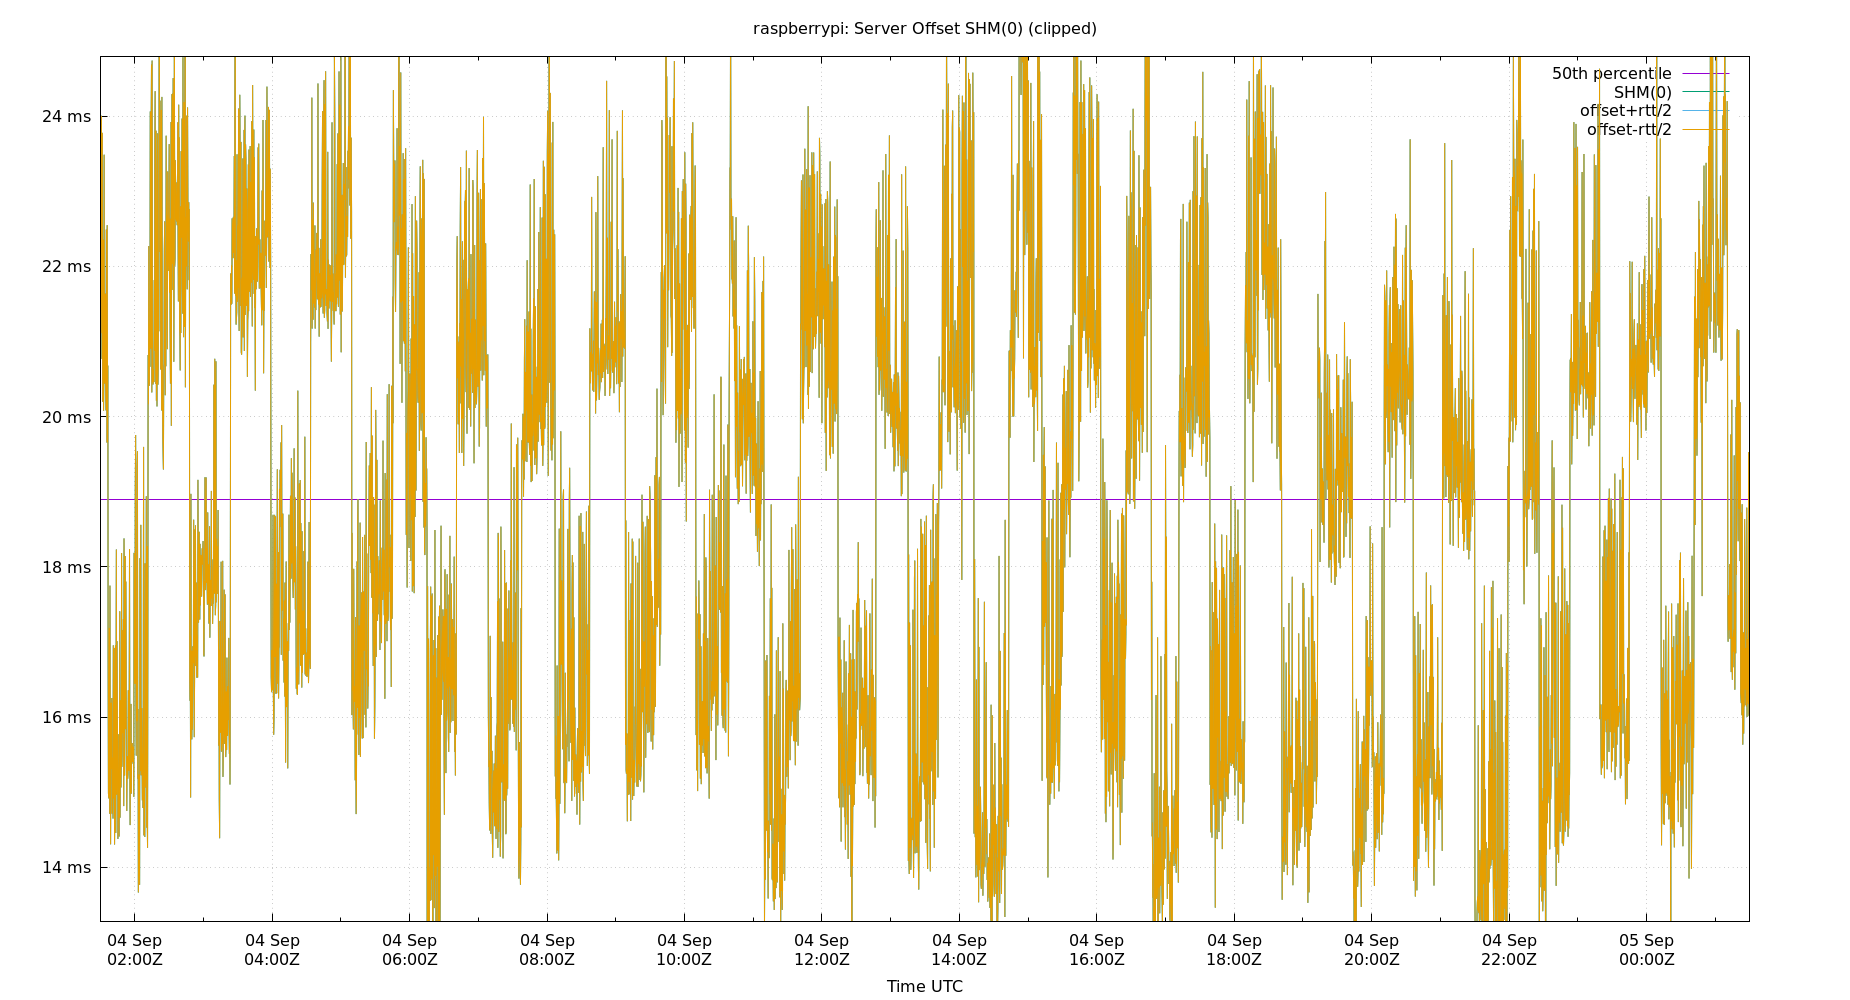 raspberrypi: Server Offset SHM(0) (clipped)
50th percentile
SHM(0)
offset+rtt/2
offset-rtt/2
24 ms
22 ms
20 ms
18 ms
16 ms
14 ms
04 Sep 04 Sep 04 Sep 04 Sep 04 Sep 04 Sep 04 Sep 04 Sep 04 Sep 04 Sep 04 Sep 05 Sep
02:00Z 04:00Z 06:00Z 08:00Z 10:00Z 12:00Z 14:00Z 16:00Z 18:00Z 20:00Z 22:00Z 00:00Z
Time UTC